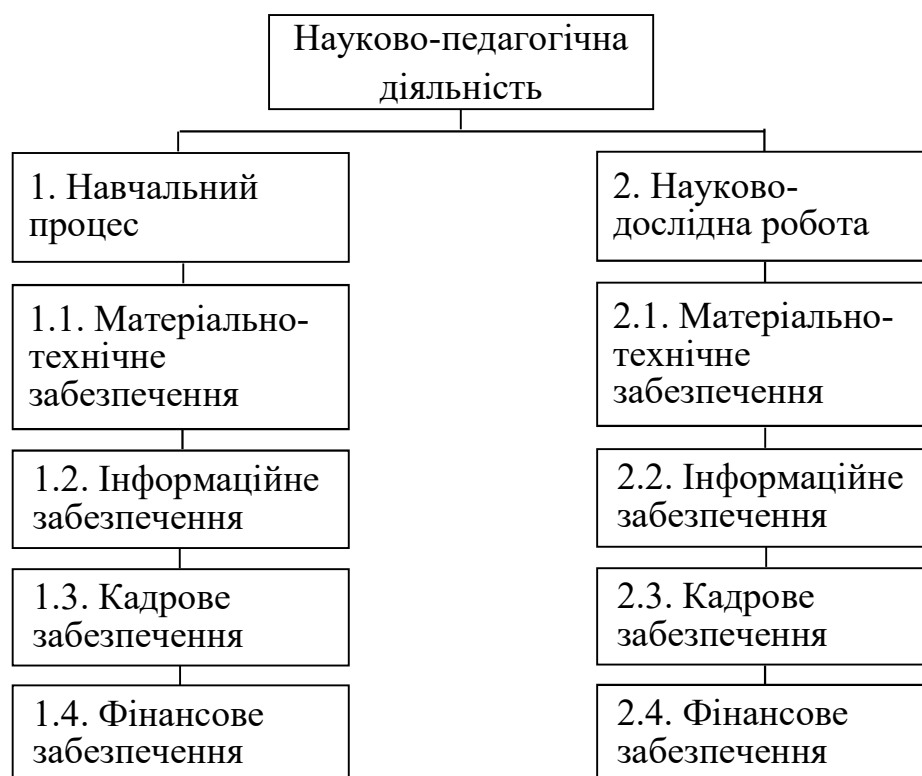 Науково-педагогічна
діяльність
1. Навчальний
процес
1.1. Матеріально-
технічне
забезпечення
1.2. Інформаційне
забезпечення
1.3. Кадрове
забезпечення
1.4. Фінансове
забезпечення
2. Науково-
дослідна робота
2.1. Матеріально-
технічне
забезпечення
2.2. Інформаційне
забезпечення
2.3. Кадрове
забезпечення
2.4. Фінансове
забезпечення